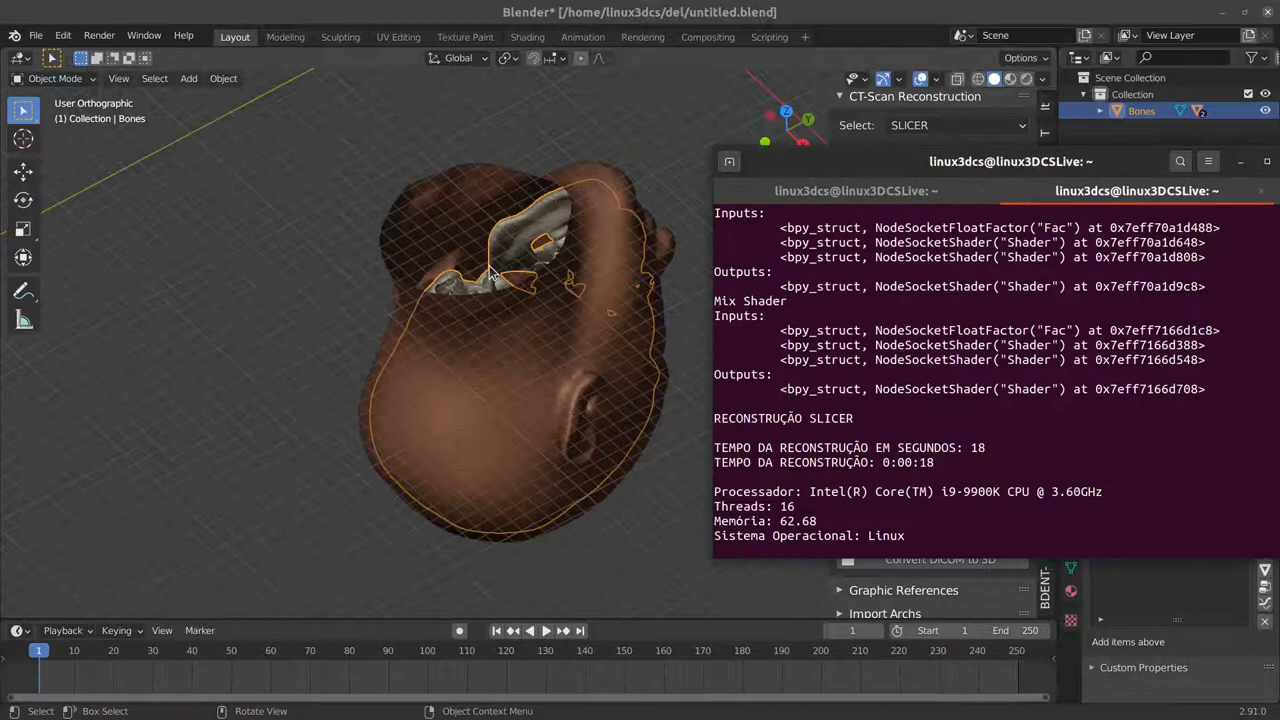 Blender* [/home/linux3dcs/del/untitled.blend]
File Edit Render Window Help Layout Modeling Sculpting UV Editing Texture Paint Shading Animation Rendering Compositing Scripting + Scene View Layer
Global Options
Object Mode View Select Add Object
User Orthographic
(1) Collection | Bones
Z
Y
X
CT-Scan Reconstruction
Select: SLICER
Scene Collection
Collection
Bones
2
linux3dcs@linux3DCSLive: ~
linux3dcs@linux3DCSLive: ~ linux3dcs@linux3DCSLive: ~
Inputs:
<bpy_struct, NodeSocketFloatFactor("Fac") at 0x7eff70a1d488>
<bpy_struct, NodeSocketShader("Shader") at 0x7eff70a1d648>
<bpy_struct, NodeSocketShader("Shader") at 0x7eff70a1d808>
Outputs:
<bpy_struct, NodeSocketShader("Shader") at 0x7eff70a1d9c8>
Mix Shader
Inputs:
<bpy_struct, NodeSocketFloatFactor("Fac") at 0x7eff7166d1c8>
<bpy_struct, NodeSocketShader("Shader") at 0x7eff7166d388>
<bpy_struct, NodeSocketShader("Shader") at 0x7eff7166d548>
Outputs:
<bpy_struct, NodeSocketShader("Shader") at 0x7eff7166d708>
RECONSTRUÇÃO SLICER
TEMPO DA RECONSTRUÇÃO EM SEGUNDOS: 18
TEMPO DA RECONSTRUÇÃO: 0:00:18
Processador: Intel(R) Core(TM) i9-9900K CPU @ 3.60GHz
Threads: 16
Memória: 62.68
Sistema Operacional: Linux
Convert DICOM to 3D
Graphic References
Import Archs
BDENT-
Add items above
Custom Properties
Playback Keying View Marker 1 Start 1 End 250
1 10 20 30 40 50 60 70 80 90 100 110 120 130 140 150 160 170 180 190 200 210 220 230 240 250
Select Box Select Rotate View Object Context Menu 2.91.0